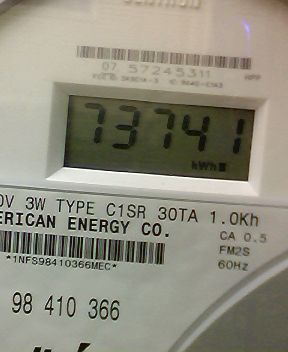 07 57245311
73741
kWh
0V 3W TYPE C1SR 30TA 1.0Kh
ERICAN ENERGY CO.
CA 0.5
FM2S
60Hz
*1NFS98410366MEC*
98 410 366